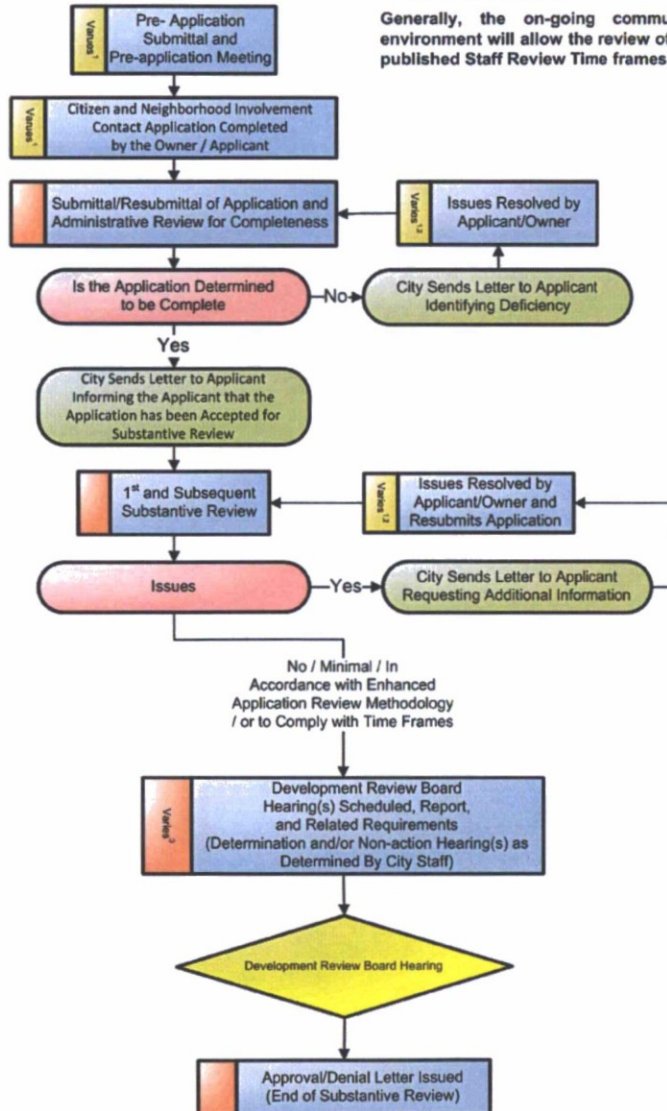 Generally, the on-going commu
environment will allow the review of
published Staff Review Time frames
Pre- Application
Submittal and
Pre-application Meeting
Varies¹
Citizen and Neighborhood Involvement
Contact Application Completed
by the Owner / Applicant
Varies¹
Submittal/Resubmittal of Application and
Administrative Review for Completeness
Issues Resolved by
Applicant/Owner
Varies¹,²
Is the Application Determined
to be Complete
No
City Sends Letter to Applicant
Identifying Deficiency
Yes
City Sends Letter to Applicant
Informing the Applicant that the
Application has been Accepted for
Substantive Review
1st and Subsequent
Substantive Review
Issues Resolved by
Applicant/Owner and
Resubmits Application
Varies¹,²
Issues
Yes
City Sends Letter to Applicant
Requesting Additional Information
No / Minimal / In
Accordance with Enhanced
Application Review Methodology
/ or to Comply with Time Frames
Development Review Board
Hearing(s) Scheduled, Report,
and Related Requirements
(Determination and/or Non-action Hearing(s) as
Determined By City Staff)
Varies³
Development Review Board Hearing
Approval/Denial Letter Issued
(End of Substantive Review)